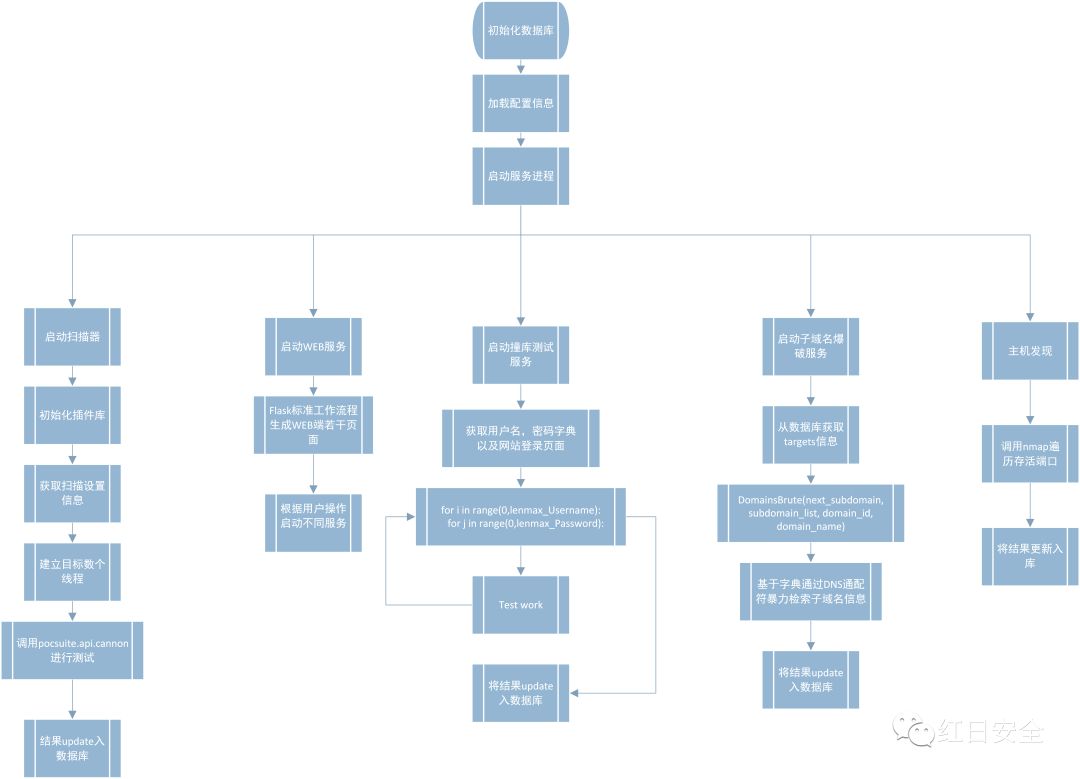 初始化数据库
加载配置信息
启动服务进程
启动扫描器
初始化插件库
获取扫描设置
信息
建立目标数个
线程
调用pocsuite.api.cannon
进行测试
结果update入
数据库
启动WEB服务
Flask标准工作流程
生成WEB端若干页
面
根据用户操作
启动不同服务
启动撞库测试
服务
获取用户名，密码字典
以及网站登录页面
for i in range(0,lenmax_Username):
for j in range(0,lenmax_Password):
Test work
将结果update
入数据库
启动子域名爆
破服务
从数据库获取
targets信息
DomainsBrute(next_subdomain,
subdomain_list, domain_id,
domain_name)
基于字典通过DNS通配
符暴力检索子域名信息
将结果update
入数据库
主机发现
调用nmap遍
历存活端口
将结果更新入
库
红日安全